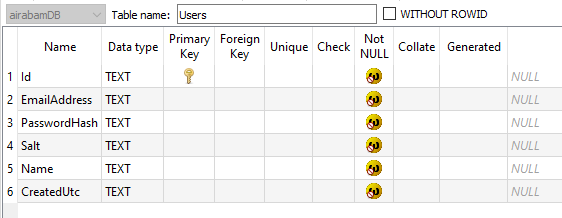 airabamDB Table name: Users WITHOUT ROWID
Name Data type Primary Key Foreign Key Unique Check Not NULL Collate Generated
1 Id TEXT NULL
2 EmailAddress TEXT NULL
3 PasswordHash TEXT NULL
4 Salt TEXT NULL
5 Name TEXT NULL
6 CreatedUtc TEXT NULL